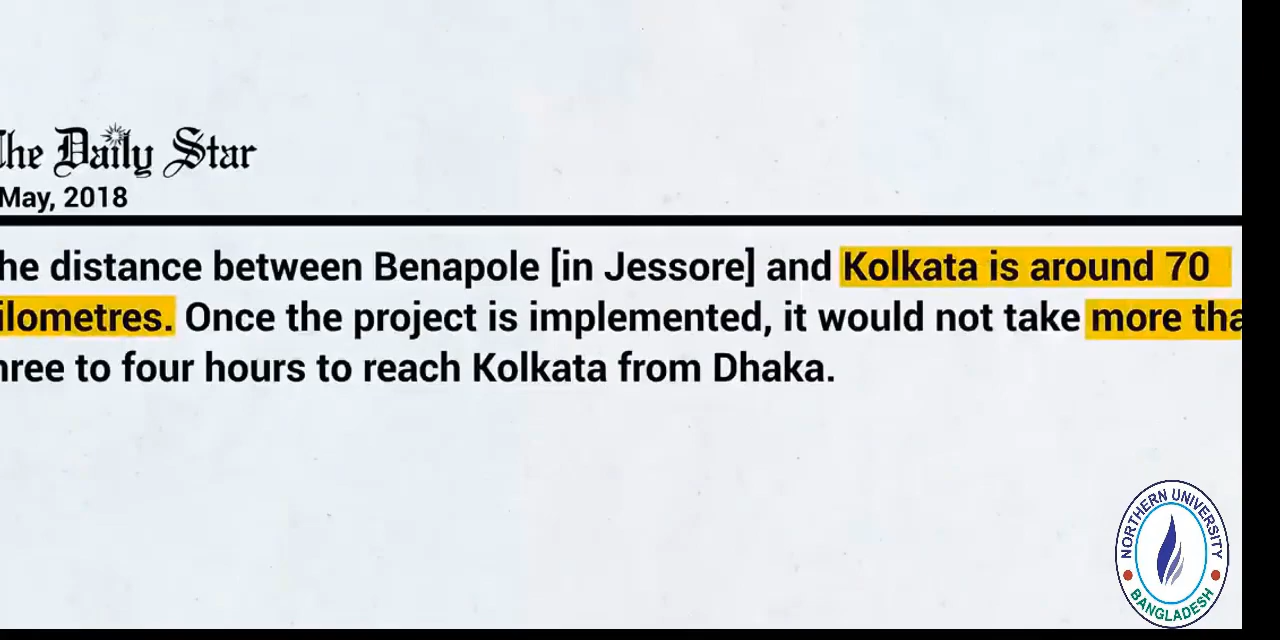 The Daily Star
May, 2018
he distance between Benapole [in Jessore] and Kolkata is around 70
ilometres. Once the project is implemented, it would not take more tha
hree to four hours to reach Kolkata from Dhaka.
NORTHERN UNIVERSITY
BANGLADESH